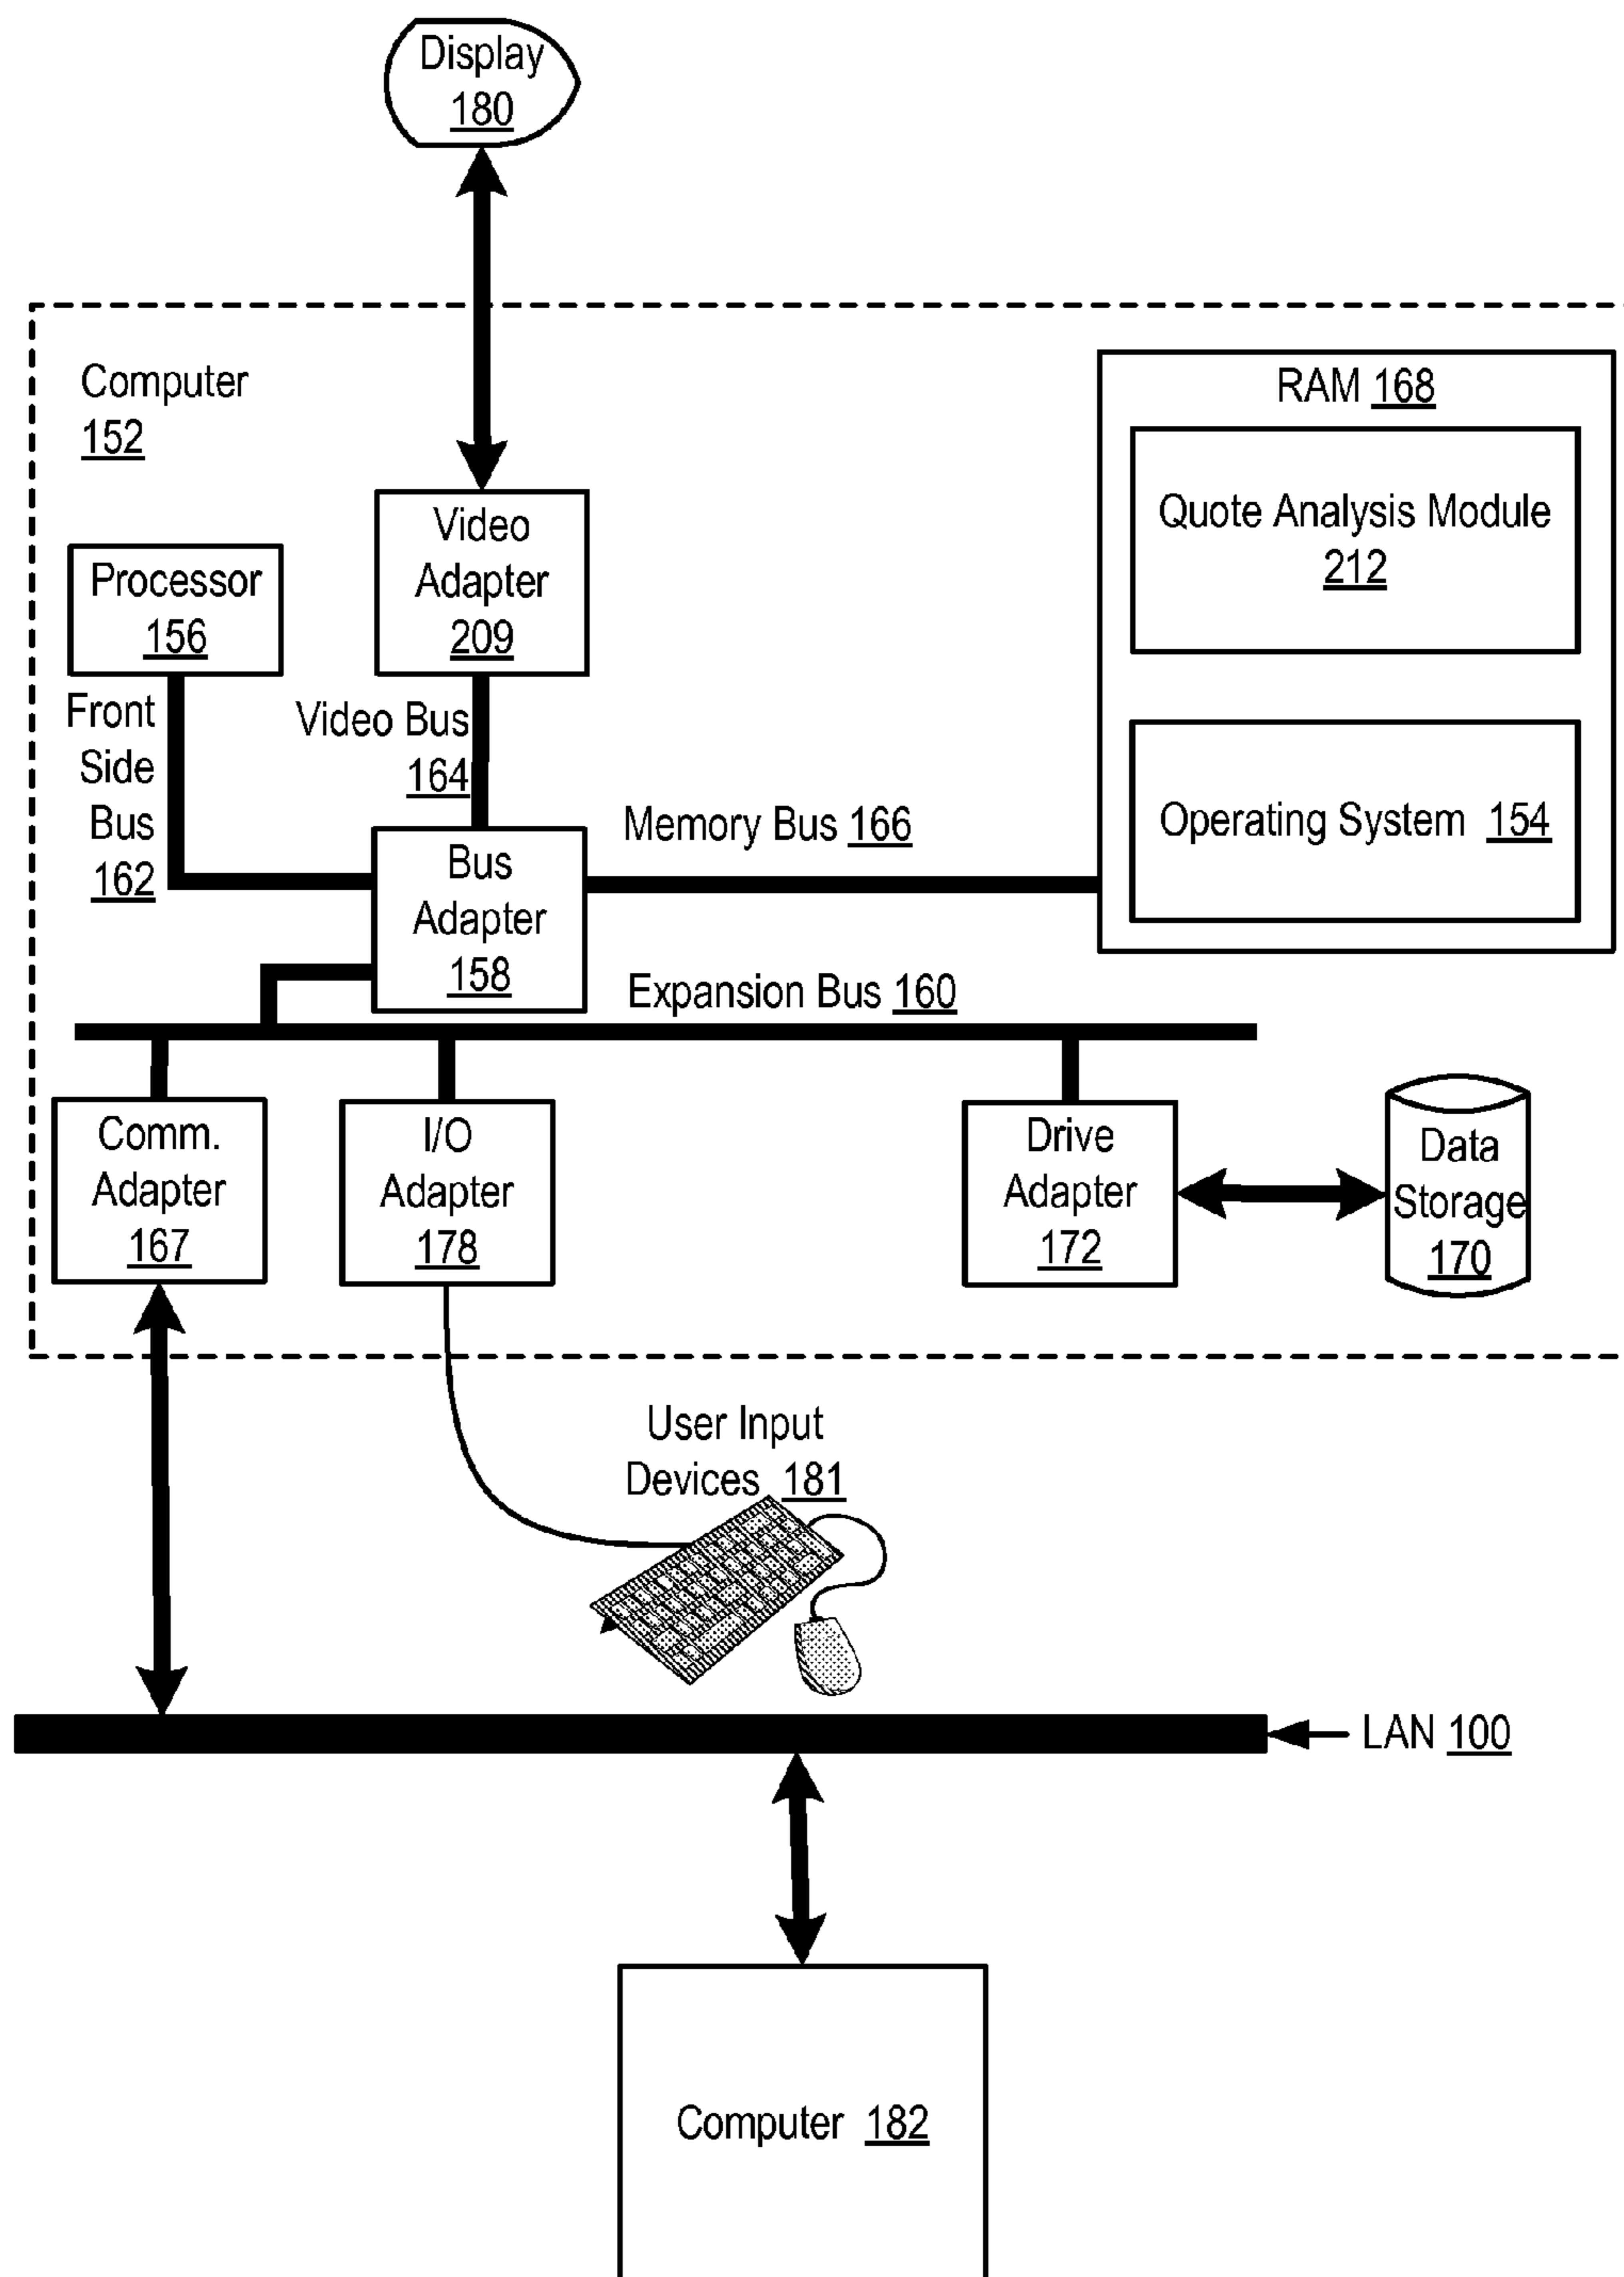 Display
180
Computer
152
RAM 168
Quote Analysis Module
212
Video
Adapter
209
Processor
156
Front
Side
Bus
162
Video Bus
164
Operating System 154
Memory Bus 166
Bus
Adapter
158
Expansion Bus 160
Comm.
Adapter
167
I/O
Adapter
178
Drive
Adapter
172
Data
Storage
170
User Input
Devices 181
LAN 100
Computer 182